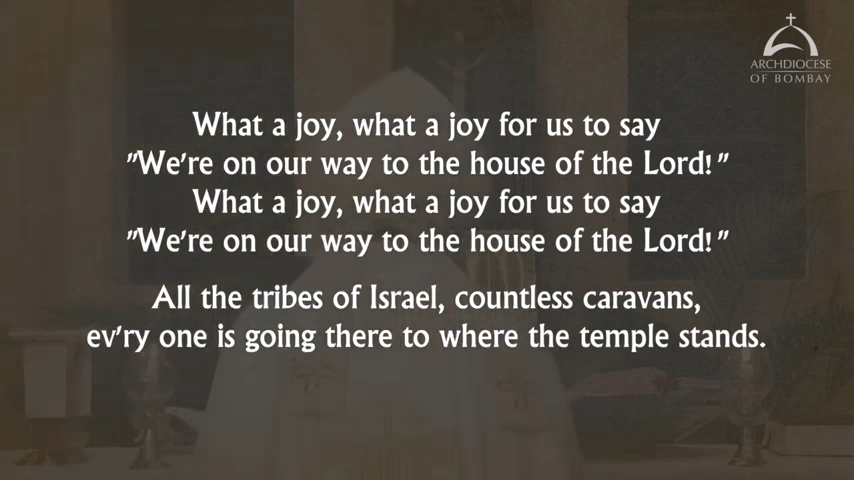 ARCHDIOCESE
OF BOMBAY
What a joy, what a joy for us to say
"We're on our way to the house of the Lord!"
What a joy, what a joy for us to say
"We're on our way to the house of the Lord!"
All the tribes of Israel, countless caravans,
ev'ry one is going there to where the temple stands.